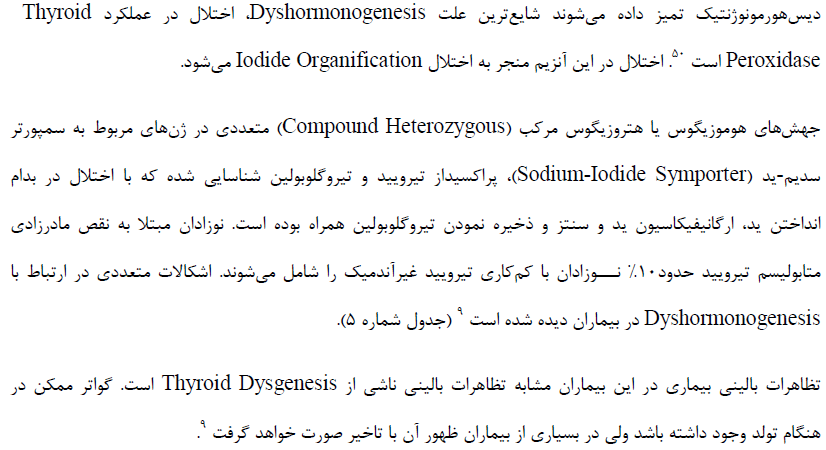 دیس‌هورمونوژنتیک تمیز داده می‌شوند شایع‌ترین علت Dyshormonogenesis، اختلال در عملکرد Thyroid
Peroxidase است ۵۰. اختلال در این آنزیم منجر به اختلال Iodide Organification می‌شود.
جهش‌های هوموزیگوس یا هتروزیگوس مرکب (Compound Heterozygous) متعددی در ژن‌های مربوط به سمپورتر
سدیم-ید (Sodium-Iodide Symporter)، پراکسیداز تیرویید و تیروگلوبولین شناسایی شده که با اختلال در بدام
انداختن ید، ارگانیفیکاسیون ید و سنتز و ذخیره نمودن تیروگلوبولین همراه بوده است. نوزادان مبتلا به نقص مادرزادی
متابولیسم تیرویید حدود۱۰٪ نـــوزادان با کم‌کاری تیرویید غیرآندمیک را شامل می‌شوند. اشکالات متعددی در ارتباط با
Dyshormonogenesis در بیماران دیده شده است ۹ (جدول شماره ۵).
تظاهرات بالینی بیماری در این بیماران مشابه تظاهرات بالینی ناشی از Thyroid Dysgenesis است. گواتر ممکن در
هنگام تولد وجود داشته باشد ولی در بسیاری از بیماران ظهور آن با تاخیر صورت خواهد گرفت ۹.